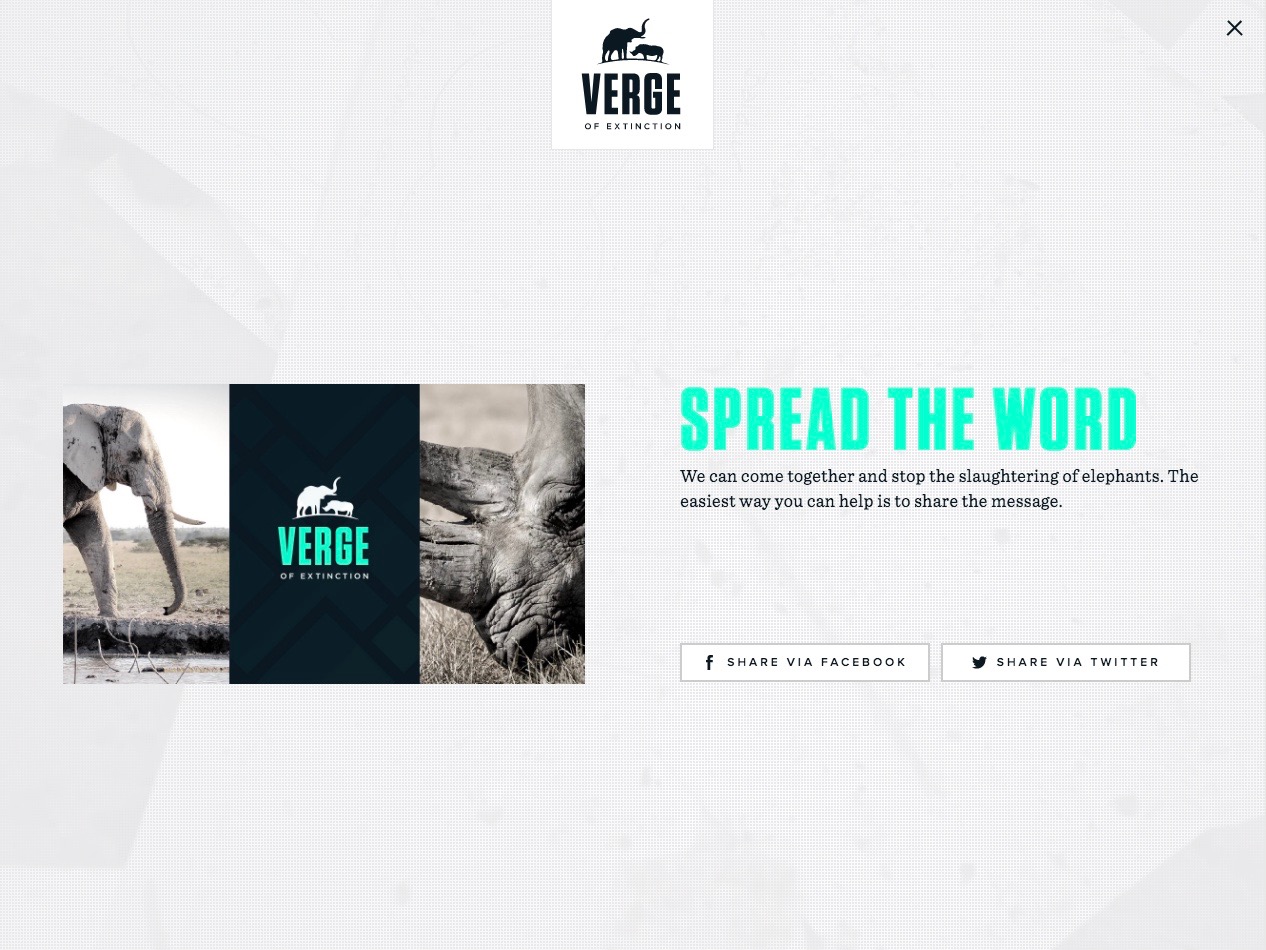 VERGE
OF EXTINCTION
VERGE
OF EXTINCTION
SPREAD THE WORD
We can come together and stop the slaughtering of elephants. The
easiest way you can help is to share the message.
SHARE VIA FACEBOOK
SHARE VIA TWITTER